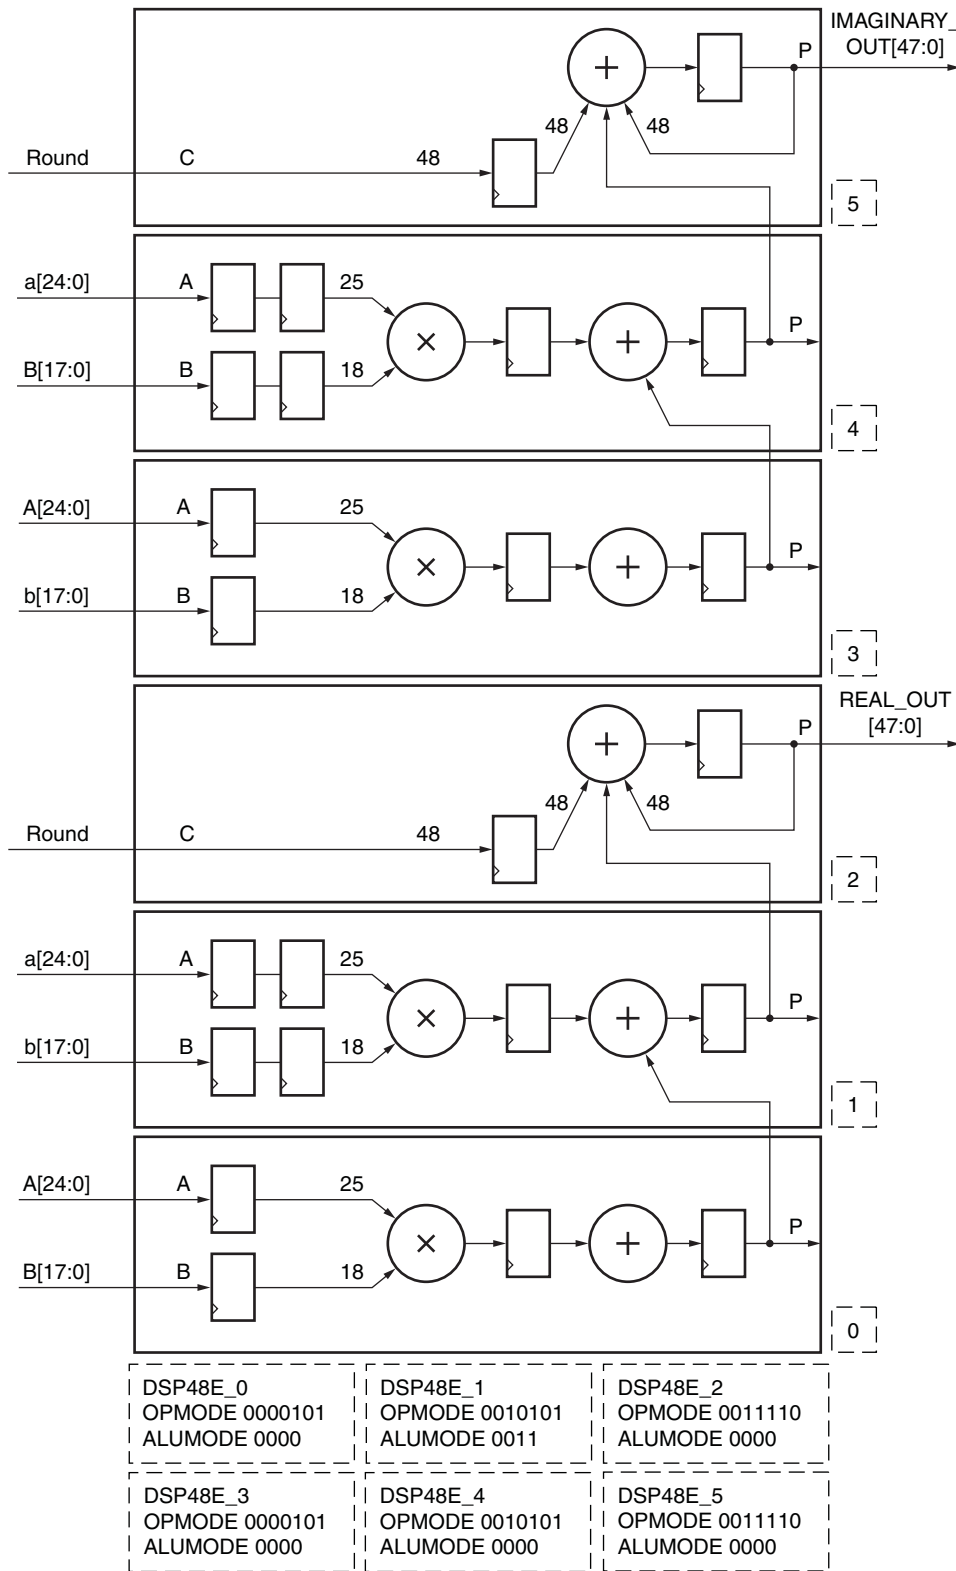 IMAGINARY_
OUT[47:0]
P
+
48
48
Round
C
48
5
a[24:0]
A
25
×
+
P
B[17:0]
B
18
4
A[24:0]
A
25
×
+
P
b[17:0]
B
18
3
REAL_OUT
[47:0]
P
+
48
48
Round
C
48
2
a[24:0]
A
25
×
+
P
b[17:0]
B
18
1
A[24:0]
A
25
×
+
P
B[17:0]
B
18
0
DSP48E_0
OPMODE 0000101
ALUMODE 0000
DSP48E_1
OPMODE 0010101
ALUMODE 0011
DSP48E_2
OPMODE 0011110
ALUMODE 0000
DSP48E_3
OPMODE 0000101
ALUMODE 0000
DSP48E_4
OPMODE 0010101
ALUMODE 0000
DSP48E_5
OPMODE 0011110
ALUMODE 0000